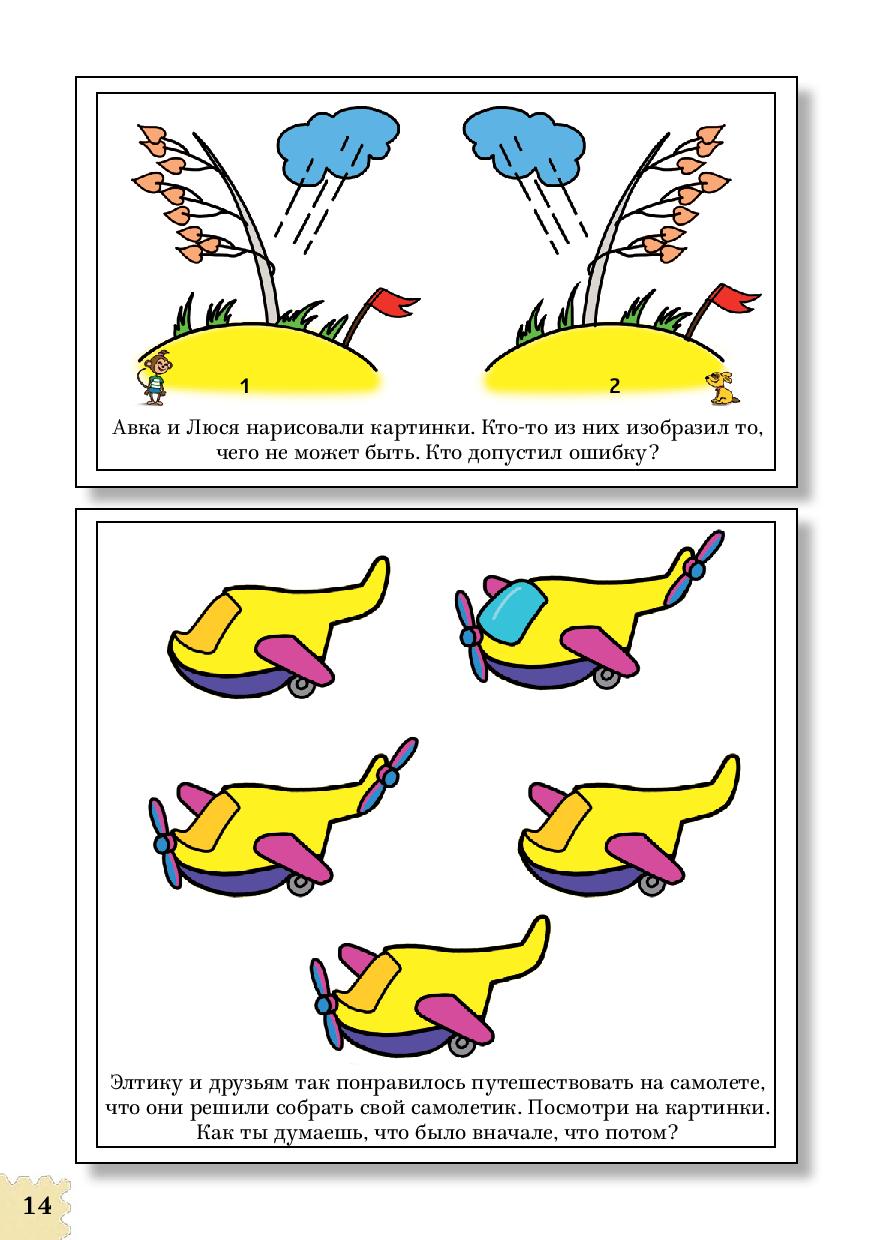 1
2
Авка и Люся нарисовали картинки. Кто-то из них изобразил то,
чего не может быть. Кто допустил ошибку?
Элтику и друзьям так понравилось путешествовать на самолете,
что они решили собрать свой самолетик. Посмотри на картинки.
Как ты думаешь, что было вначале, что потом?
14